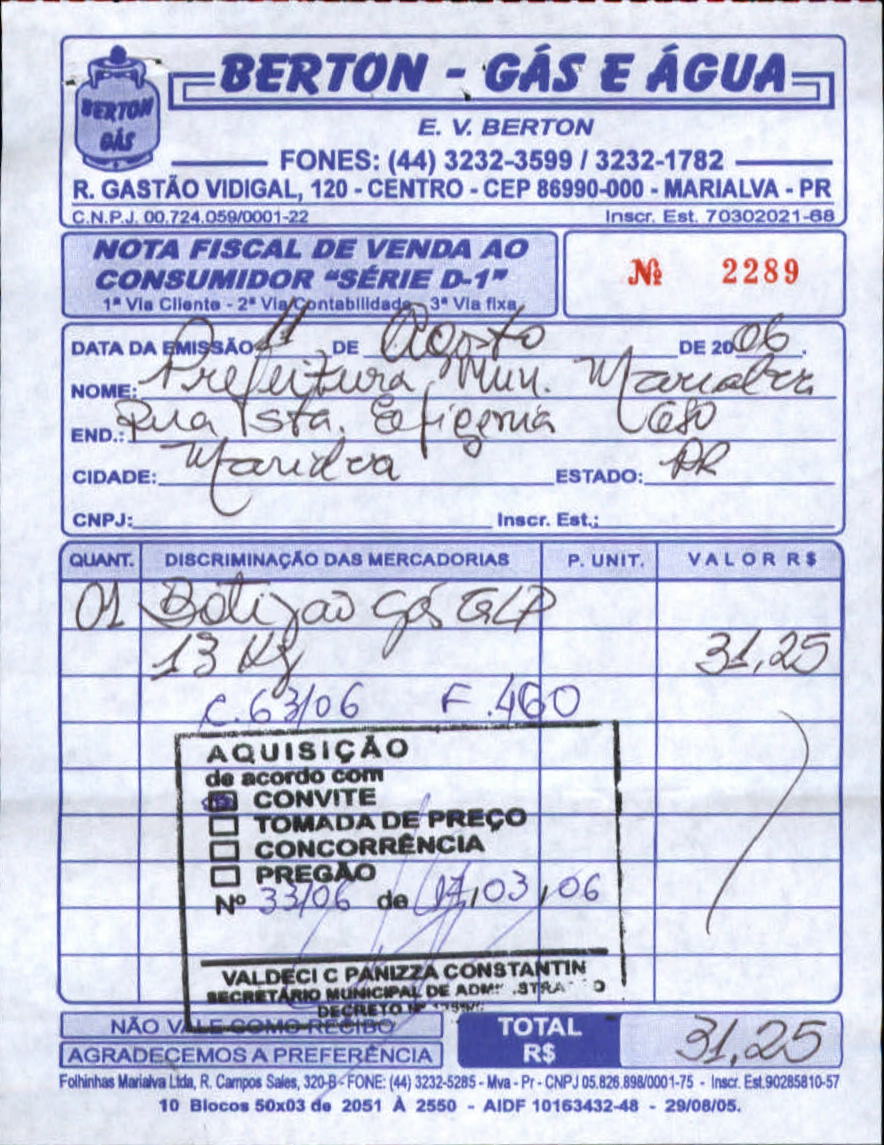 BERTON GÁS
BERTON - GÁS E ÁGUA
E. V. BERTON
FONES: (44) 3232-3599 / 3232-1782
R. GASTÃO VIDIGAL, 120 - CENTRO - CEP 86990-000 - MARIALVA - PR
C.N.P.J. 00.724.059/0001-22 Inscr. Est. 70302021-68
NOTA FISCAL DE VENDA AO
CONSUMIDOR "SÉRIE D-1"
1ª Via Cliente - 2ª Via Contabilidade - 3ª Via fixa
Nº 2289
DATA DA EMISSÃO 11 DE Agosto DE 2006.
NOME: Prefeitura Mun. Marialva
END.: Rua Sta. Efigenia 680
CIDADE: Marialva ESTADO: PR
CNPJ: Inscr. Est.:
QUANT. DISCRIMINAÇÃO DAS MERCADORIAS P. UNIT. VALOR R$
01 Botijao Gás GLP
13 Kg 31,25
C. 63/06 F. 460
AQUISIÇÃO
de acordo com
CONVITE
TOMADA DE PREÇO
CONCORRÊNCIA
PREGÃO
Nº 33/06 de 17,03,06
VALDECI C PANIZZA CONSTANTIN
SECRETÁRIO MUNICIPAL DE
DECRETO Nº
NÃO VALE COMO RECIBO
AGRADECEMOS A PREFERÊNCIA
TOTAL R$ 31,25
Folhinhas Marialva Ltda, R. Campos Sales, 320-B - FONE: (44) 3232-5285 - Mva - Pr - CNPJ 05.826.898/0001-75 - Inscr. Est.90285810-57
10 Blocos 50x03 de 2051 À 2550 - AIDF 10163432-48 - 29/08/05.